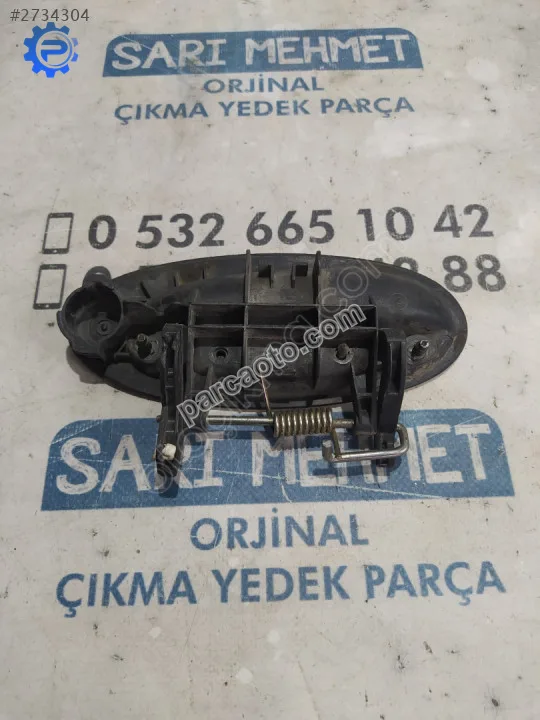 #2734304
SARI MEHMET
ORJİNAL
ÇIKMA YEDEK PARÇA
0 532 665 10 42
88
parcaoto.com
SARI MEHMET
ORJİNAL
ÇIKMA YEDEK PARÇA